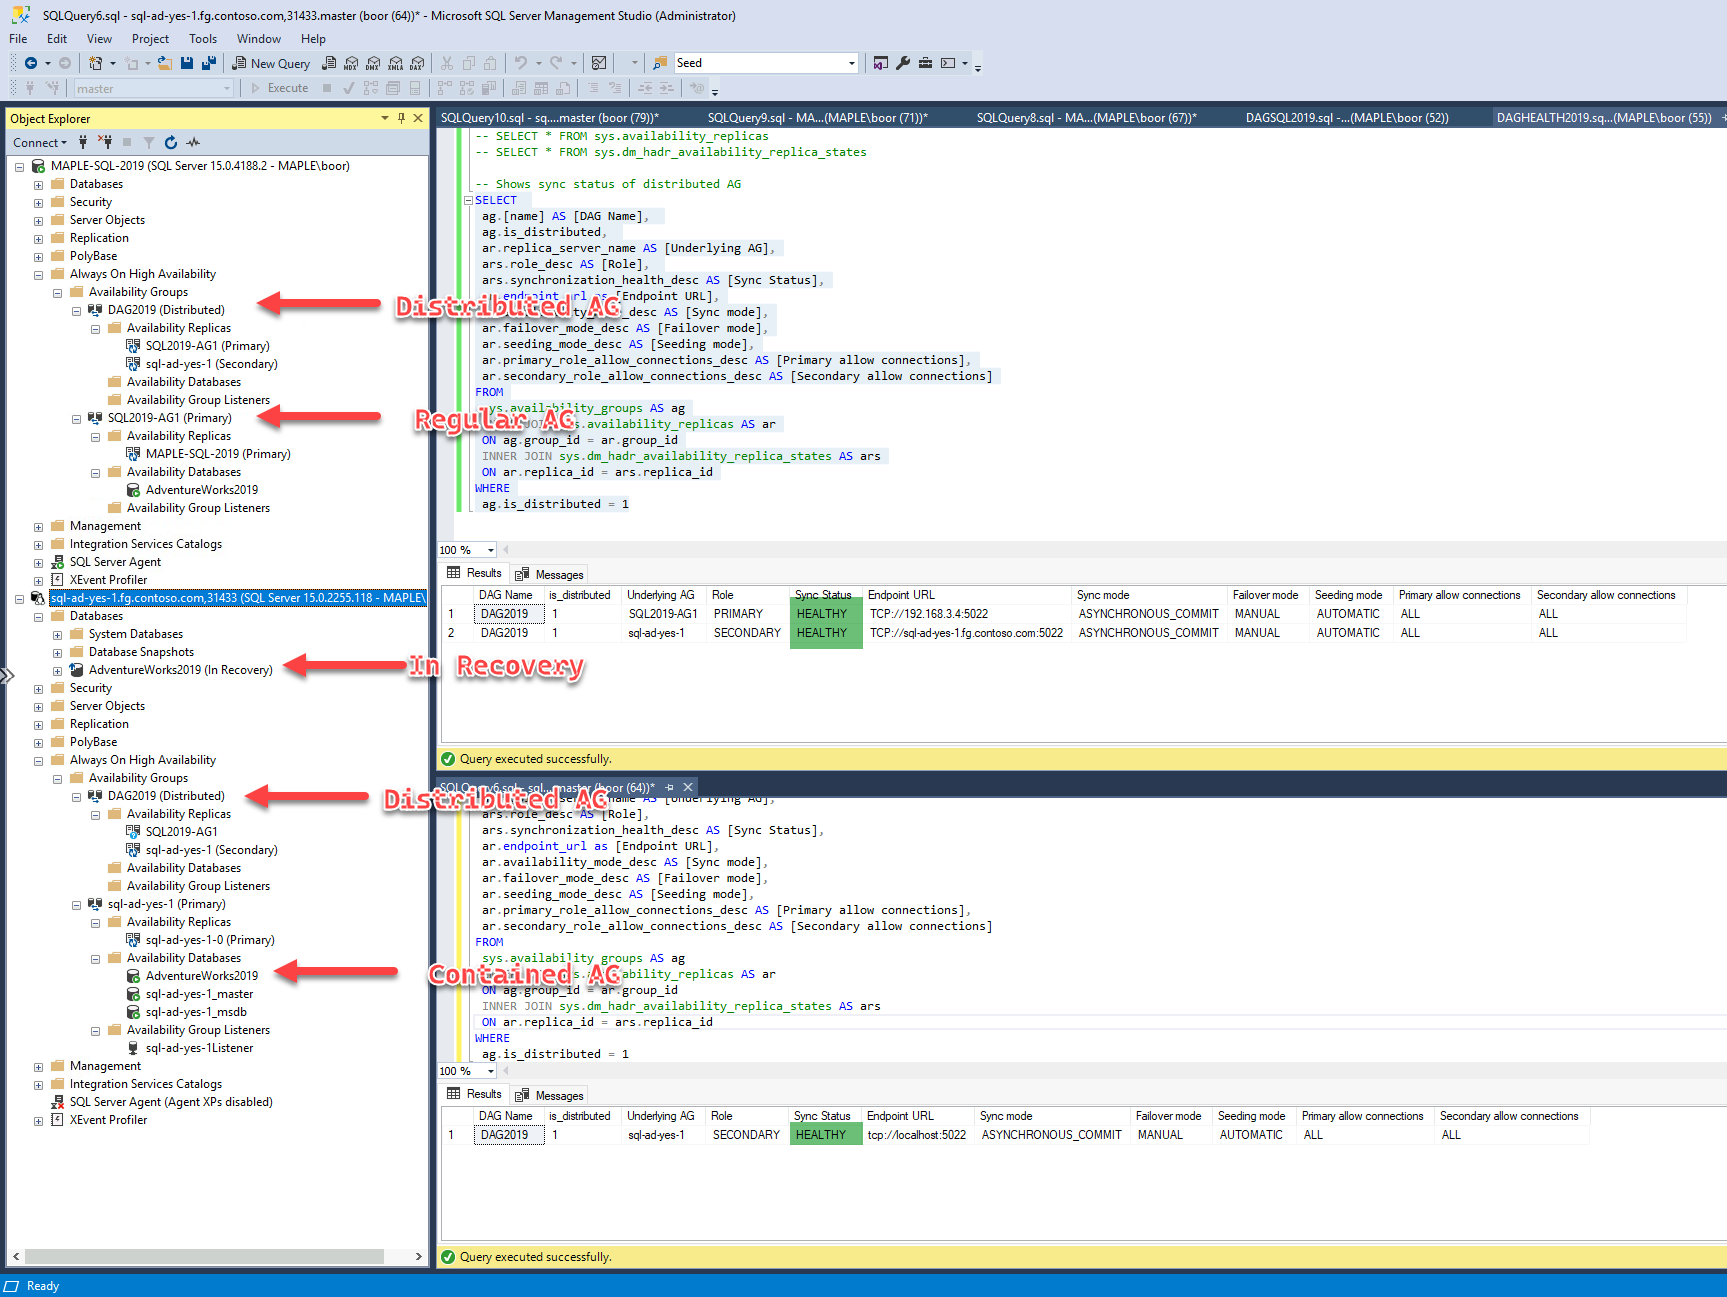 SQLQuery6.sql - sql-ad-yes-1.fg.contoso.com,31433.master (boor (64))* - Microsoft SQL Server Management Studio (Administrator)
File Edit View Project Tools Window Help
New Query MDX DMX XMLA DAX Seed
master Execute
Object Explorer
Connect
MAPLE-SQL-2019 (SQL Server 15.0.4188.2 - MAPLE\boor)
Databases
Security
Server Objects
Replication
PolyBase
Always On High Availability
Availability Groups
DAG2019 (Distributed)
Availability Replicas
SQL2019-AG1 (Primary)
sql-ad-yes-1 (Secondary)
Availability Databases
Availability Group Listeners
SQL2019-AG1 (Primary)
Availability Replicas
MAPLE-SQL-2019 (Primary)
Availability Databases
AdventureWorks2019
Availability Group Listeners
Management
Integration Services Catalogs
SQL Server Agent
XEvent Profiler
sql-ad-yes-1.fg.contoso.com,31433 (SQL Server 15.0.2255.118 - MAPLE\
Databases
System Databases
Database Snapshots
AdventureWorks2019 (In Recovery)
Security
Server Objects
Replication
PolyBase
Always On High Availability
Availability Groups
DAG2019 (Distributed)
Availability Replicas
SQL2019-AG1
sql-ad-yes-1 (Secondary)
Availability Databases
Availability Group Listeners
sql-ad-yes-1 (Primary)
Availability Replicas
sql-ad-yes-1-0 (Primary)
Availability Databases
AdventureWorks2019
sql-ad-yes-1_master
sql-ad-yes-1_msdb
Availability Group Listeners
sql-ad-yes-1Listener
Management
Integration Services Catalogs
SQL Server Agent (Agent XPs disabled)
XEvent Profiler
Distributed AG
Regular AG
In Recovery
Distributed AG
Contained AG
SQLQuery10.sql - sq....master (boor (79))* SQLQuery9.sql - MA...(MAPLE\boor (71))* SQLQuery8.sql - MA...(MAPLE\boor (67))* DAGSQL2019.sql -...(MAPLE\boor (52)) DAGHEALTH2019.sq...(MAPLE\boor (55))
-- SELECT * FROM sys.availability_replicas
-- SELECT * FROM sys.dm_hadr_availability_replica_states
-- Shows sync status of distributed AG
SELECT
ag.[name] AS [DAG Name],
ag.is_distributed,
ar.replica_server_name AS [Underlying AG],
ars.role_desc AS [Role],
ars.synchronization_health_desc AS [Sync Status],
endpoint_url as [Endpoint URL],
AS [Sync mode],
ar.failover_mode_desc AS [Failover mode],
ar.seeding_mode_desc AS [Seeding mode],
ar.primary_role_allow_connections_desc AS [Primary allow connections],
ar.secondary_role_allow_connections_desc AS [Secondary allow connections]
FROM
sys.availability_groups AS ag
JOIN sys.availability_replicas AS ar
ON ag.group_id = ar.group_id
INNER JOIN sys.dm_hadr_availability_replica_states AS ars
ON ar.replica_id = ars.replica_id
WHERE
ag.is_distributed = 1
100 %
Results Messages
DAG Name is_distributed Underlying AG Role Sync Status Endpoint URL Sync mode Failover mode Seeding mode Primary allow connections Secondary allow connections
1 DAG2019 1 SQL2019-AG1 PRIMARY HEALTHY TCP://192.168.3.4:5022 ASYNCHRONOUS_COMMIT MANUAL AUTOMATIC ALL ALL
2 DAG2019 1 sql-ad-yes-1 SECONDARY HEALTHY TCP://sql-ad-yes-1.fg.contoso.com:5022 ASYNCHRONOUS_COMMIT MANUAL AUTOMATIC ALL ALL
Query executed successfully.
SQLQuery6.sql - sql...master (boor (64))*
AS [Underlying AG],
ars.role_desc AS [Role],
ars.synchronization_health_desc AS [Sync Status],
ar.endpoint_url as [Endpoint URL],
ar.availability_mode_desc AS [Sync mode],
ar.failover_mode_desc AS [Failover mode],
ar.seeding_mode_desc AS [Seeding mode],
ar.primary_role_allow_connections_desc AS [Primary allow connections],
ar.secondary_role_allow_connections_desc AS [Secondary allow connections]
FROM
sys.availability_groups AS ag
availability_replicas AS ar
ON ag.group_id = ar.group_id
INNER JOIN sys.dm_hadr_availability_replica_states AS ars
ON ar.replica_id = ars.replica_id
WHERE
ag.is_distributed = 1
100 %
Results Messages
DAG Name is_distributed Underlying AG Role Sync Status Endpoint URL Sync mode Failover mode Seeding mode Primary allow connections Secondary allow connections
1 DAG2019 1 sql-ad-yes-1 SECONDARY HEALTHY tcp://localhost:5022 ASYNCHRONOUS_COMMIT MANUAL AUTOMATIC ALL ALL
Query executed successfully.
Ready